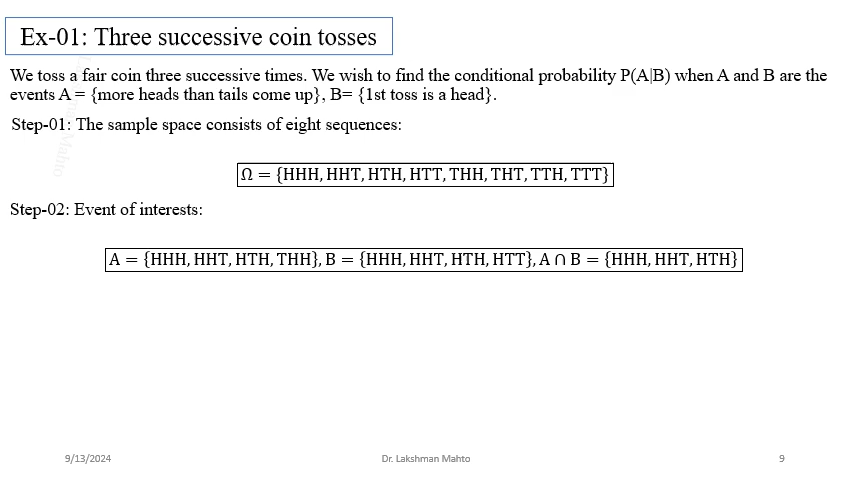 Ex-01: Three successive coin tosses
We toss a fair coin three successive times. We wish to find the conditional probability P(A|B) when A and B are the
events A = {more heads than tails come up}, B= {1st toss is a head}.
Step-01: The sample space consists of eight sequences:
Mahto
Ω = {HHH, HHT, HTH, HTT, THH, THT, TTH, TTT}
Step-02: Event of interests:
A = {HHH, HHT, HTH, THH}, B = {HHH, HHT, HTH, HTT}, A ∩ B = {HHH, HHT, HTH}
9/13/2024
Dr. Lakshman Mahto
9